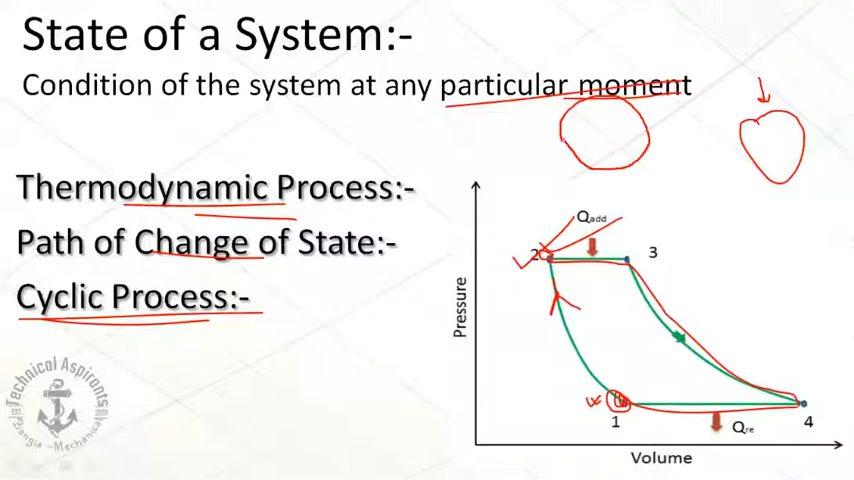 State of a System:-
Condition of the system at any particular moment
Thermodynamic Process:-
Path of Change of State:-
Cyclic Process:-
Technical Aspirants
Bangla -Mechanical
Pressure
Volume
Qadd
2
3
1
4
Qre